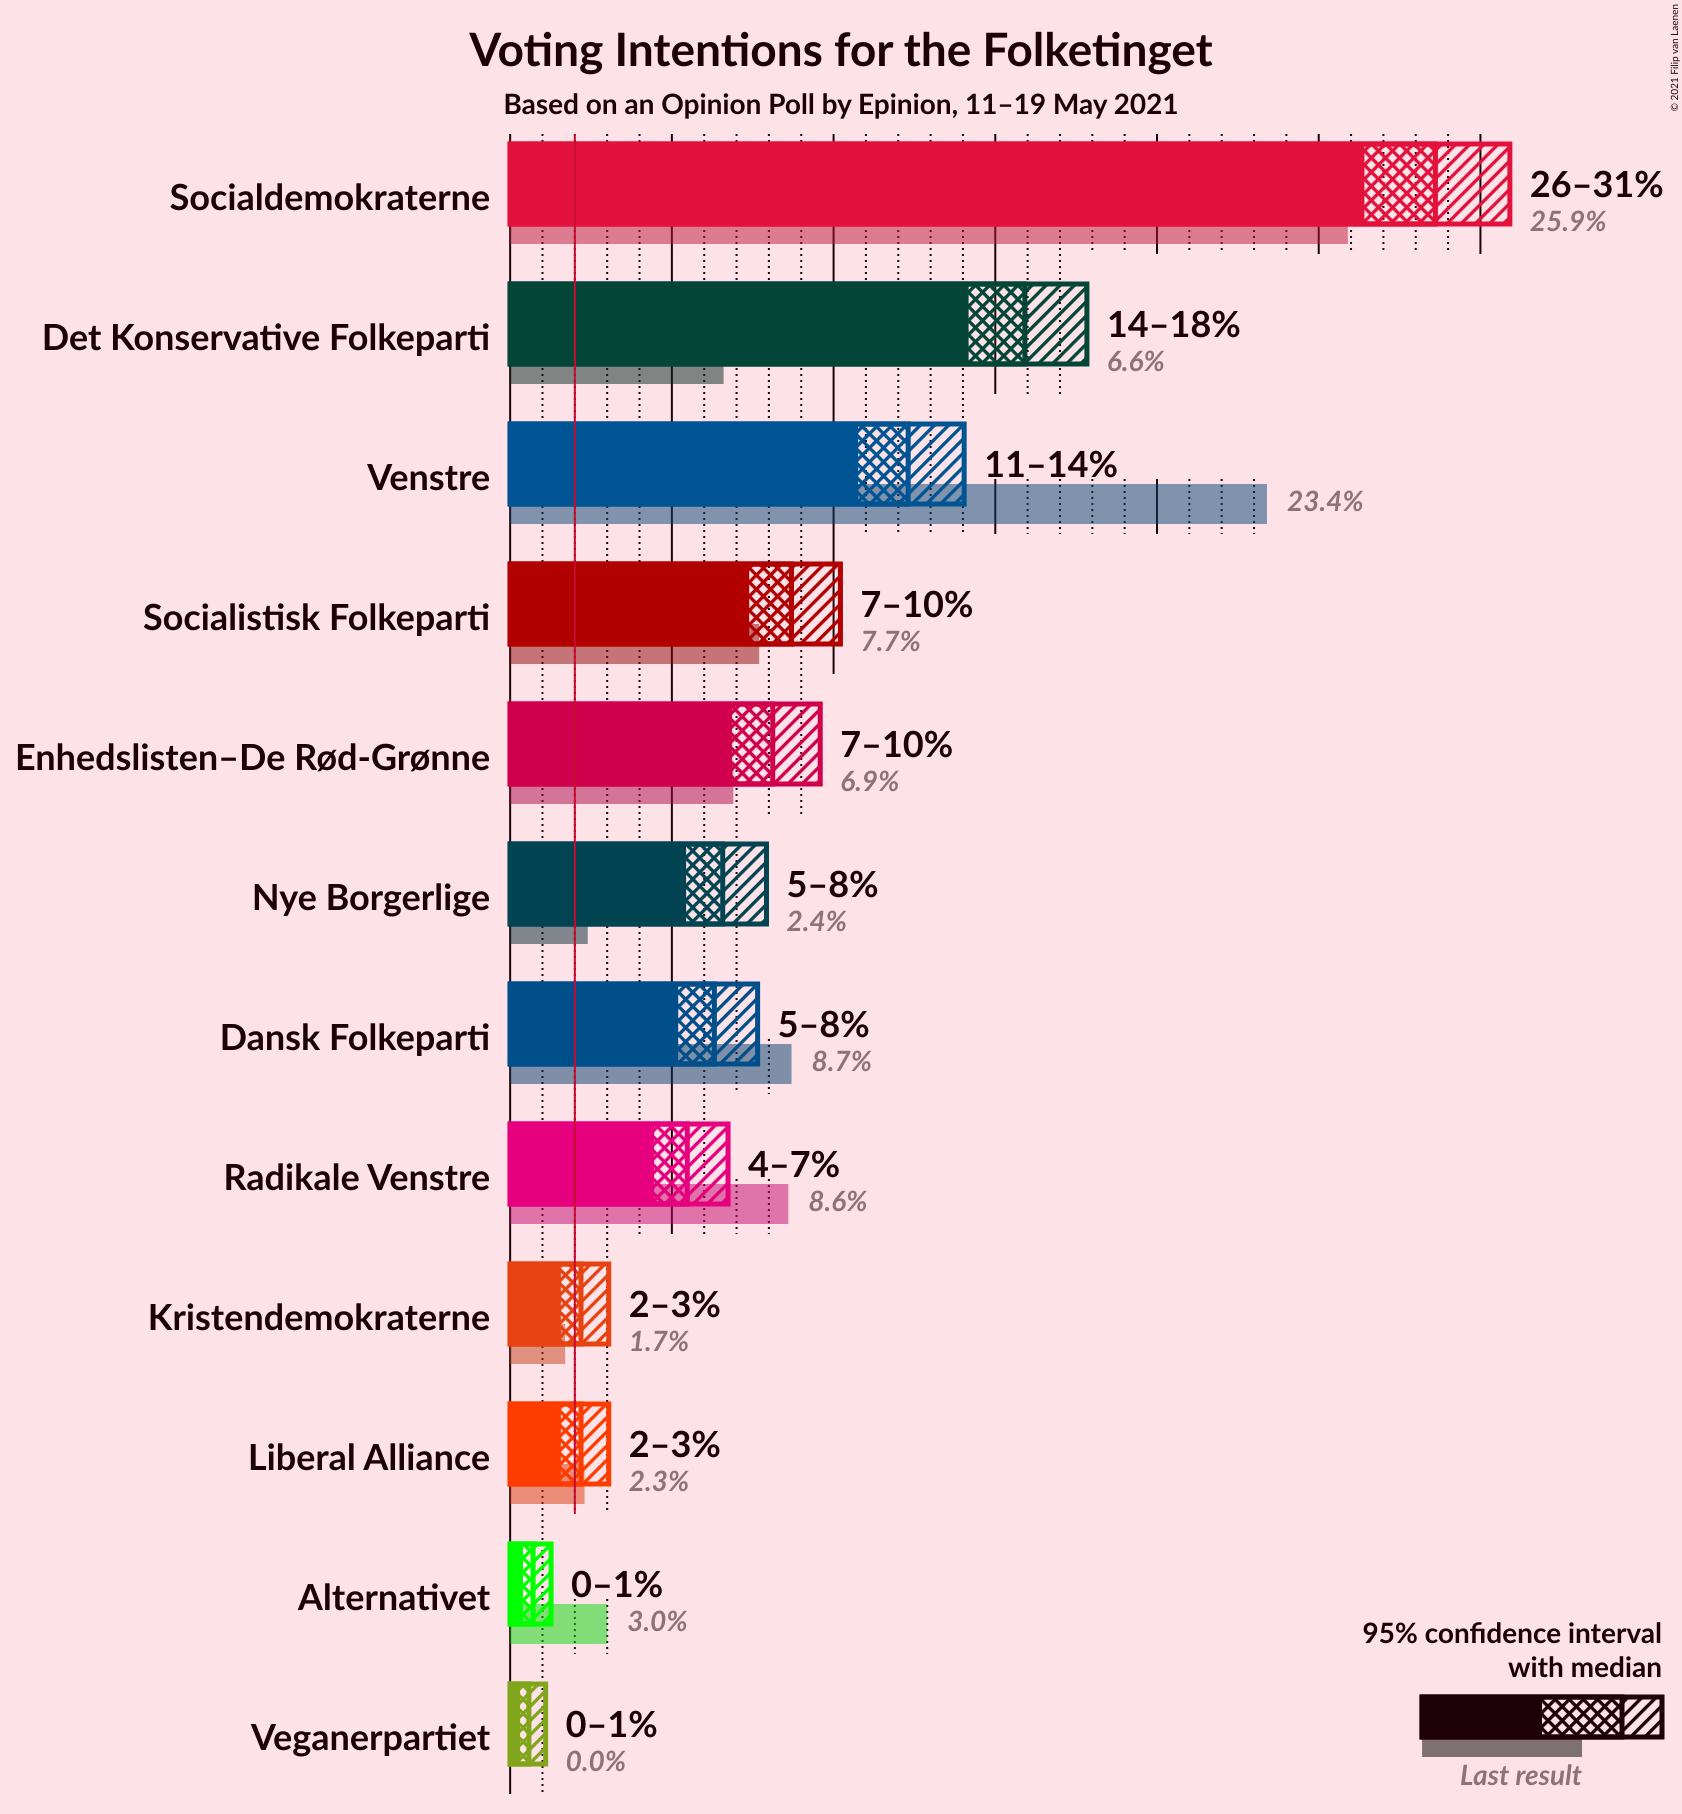 © 2021 Filip van Laenen
Voting Intentions for the Folketinget
Based on an Opinion Poll by Epinion, 11–19 May 2021
Socialdemokraterne
26–31%
25.9%
Det Konservative Folkeparti
14–18%
6.6%
Venstre
11–14%
23.4%
Socialistisk Folkeparti
7–10%
7.7%
Enhedslisten–De Rød-Grønne
7–10%
6.9%
Nye Borgerlige
5–8%
2.4%
Dansk Folkeparti
5–8%
8.7%
Radikale Venstre
4–7%
8.6%
Kristendemokraterne
2–3%
1.7%
Liberal Alliance
2–3%
2.3%
Alternativet
0–1%
3.0%
Veganerpartiet
0–1%
0.0%
95% confidence interval
with median
Last result